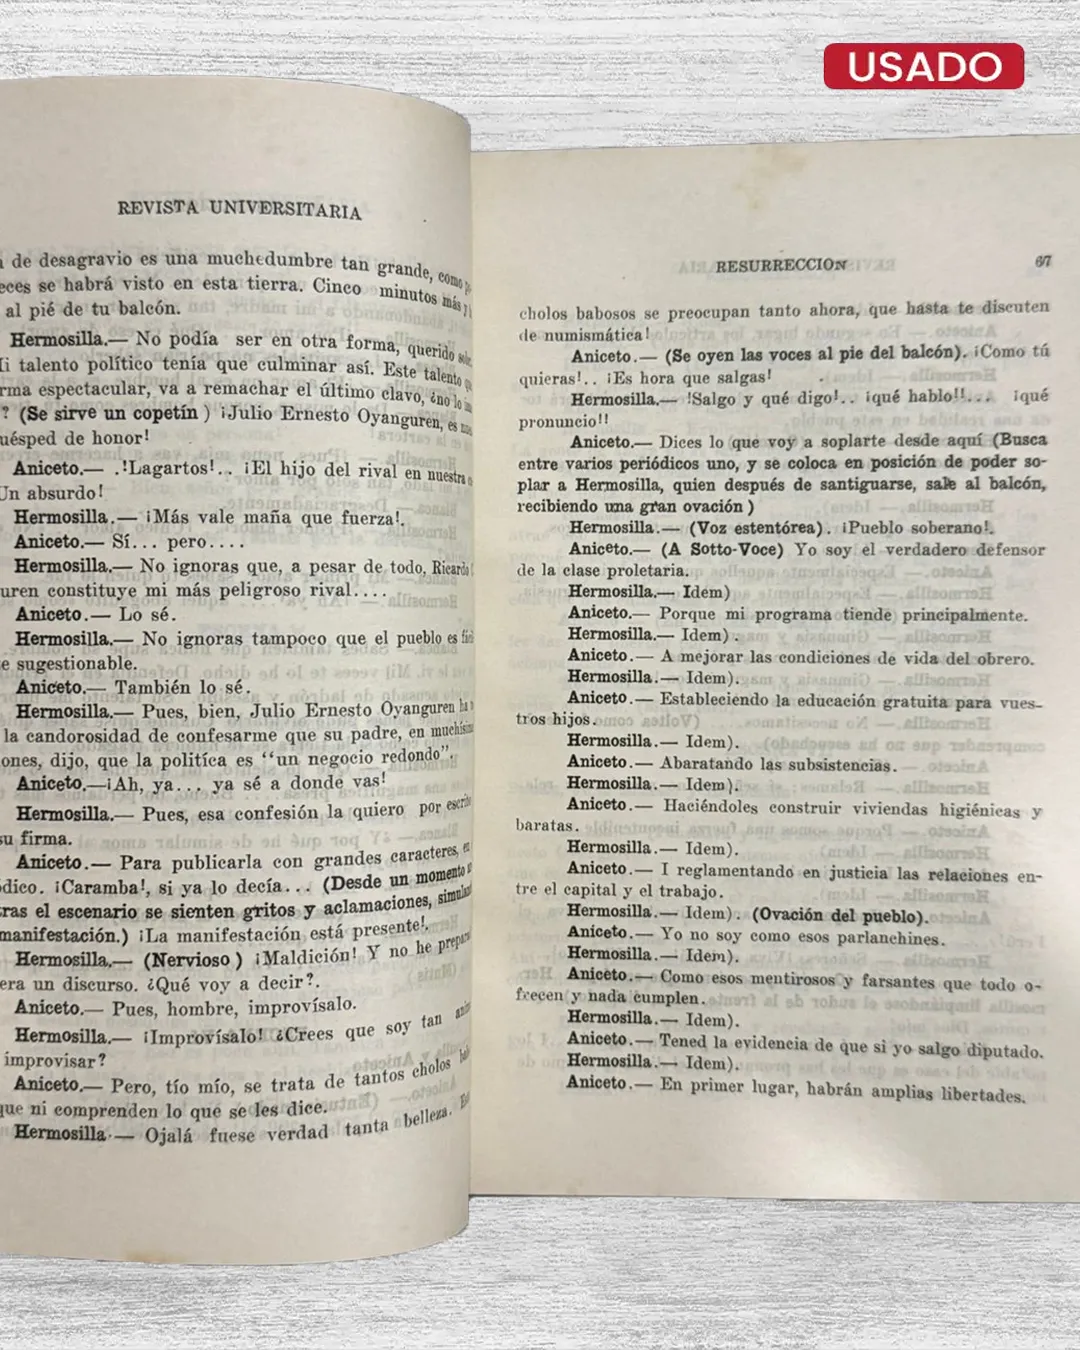 USADO
REVISTA UNIVERSITARIA
de desagravio es una muchedumbre tan grande, como
eces se habrá visto en esta tierra. Cinco minutos más y
al pié de tu balcón.
Hermosilla.— No podía ser en otra forma, querido
i talento político tenía que culminar así. Este talento
rma espectacular, va a remachar el último clavo, ¿no lo
? (Se sirve un copetín) ¡Julio Ernesto Oyanguren, es
uésped de honor!
Aniceto.— .!Lagartos!.. ¡El hijo del rival en nuestra
Un absurdo!
Hermosilla.— ¡Más vale maña que fuerza!.
Aniceto.— Sí... pero....
Hermosilla.— No ignoras que, a pesar de todo, Ricardo
uren constituye mi más peligroso rival....
Aniceto.— Lo sé.
Hermosilla.— No ignoras tampoco que el pueblo es
e sugestionable.
Aniceto.— También lo sé.
Hermosilla.— Pues, bien, Julio Ernesto Oyanguren ha
la candorosidad de confesarme que su padre, en
ones, dijo, que la política es "un negocio redondo".
Aniceto.—¡Ah, ya... ya sé a donde vas!
Hermosilla.— Pues, esa confesión la quiero por escrito
su firma.
Aniceto.— Para publicarla con grandes caracteres, en
ódico. ¡Caramba!, si ya lo decía... (Desde un momento
ras el escenario se sienten gritos y aclamaciones,
manifestación.) ¡La manifestación está presente!.
Hermosilla.— (Nervioso) ¡Maldición! Y no he
era un discurso. ¿Qué voy a decir?.
Aniceto.— Pues, hombre, improvísalo.
Hermosilla.— ¡Improvísalo! ¿Crees que soy tan
improvisar?
Aniceto.— Pero, tío mío, se trata de tantos cholos
que ni comprenden lo que se les dice.
Hermosilla.— Ojalá fuese verdad tanta belleza.
RESURRECCION 67
cholos babosos se preocupan tanto ahora, que hasta te discuten
de numismática!
Aniceto.— (Se oyen las voces al pie del balcón). ¡Como tú
quieras!.. ¡Es hora que salgas!
Hermosilla.— !Salgo y qué digo!.. ¡qué hablo!!... ¡qué
pronuncio!!
Aniceto.— Dices lo que voy a soplarte desde aquí (Busca
entre varios periódicos uno, y se coloca en posición de poder so-
plar a Hermosilla, quien después de santiguarse, sale al balcón,
recibiendo una gran ovación)
Hermosilla.— (Voz estentórea). ¡Pueblo soberano!.
Aniceto.— (A Sotto-Voce) Yo soy el verdadero defensor
de la clase proletaria.
Hermosilla.— Idem)
Aniceto.— Porque mi programa tiende principalmente.
Hermosilla.— Idem).
Aniceto.— A mejorar las condiciones de vida del obrero.
Hermosilla.— Idem).
Aniceto.— Estableciendo la educación gratuita para vues-
tros hijos.
Hermosilla.— Idem).
Aniceto.— Abaratando las subsistencias.
Hermosilla.— Idem).
Aniceto.— Haciéndoles construir viviendas higiénicas y
baratas.
Hermosilla.— Idem).
Aniceto.— I reglamentando en justicia las relaciones en-
tre el capital y el trabajo.
Hermosilla.— Idem). (Ovación del pueblo).
Aniceto.— Yo no soy como esos parlanchines.
Hermosilla.— Idem).
Aniceto.— Como esos mentirosos y farsantes que todo o-
frecen y nada cumplen.
Hermosilla.— Idem).
Aniceto.— Tened la evidencia de que si yo salgo diputado.
Hermosilla.— Idem).
Aniceto.— En primer lugar, habrán amplias libertades.